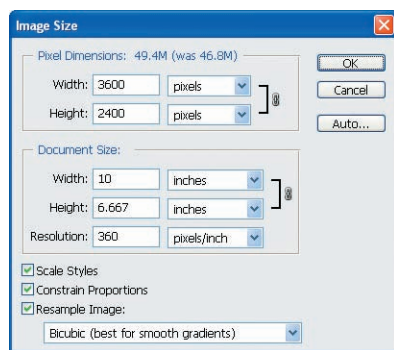 Image Size
Pixel Dimensions: 49.4M (was 46.8M)
OK
Width: 3600 pixels
Cancel
Height: 2400 pixels
Auto...
Document Size:
Width: 10 inches
Height: 6.667 inches
Resolution: 360 pixels/inch
Scale Styles
Constrain Proportions
Resample Image:
Bicubic (best for smooth gradients)